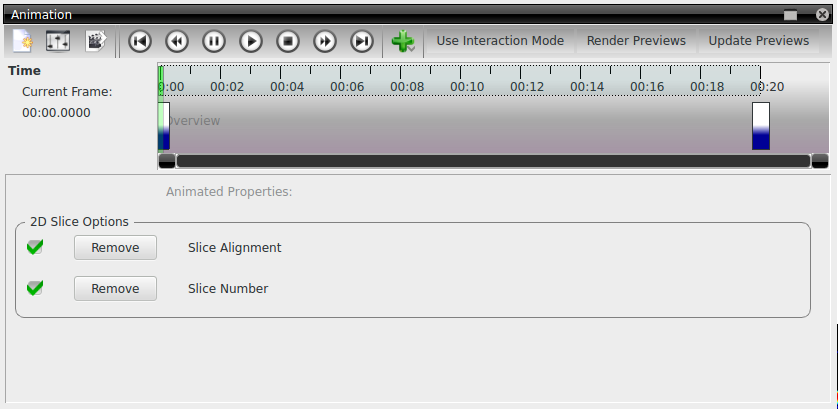 Animation
Use Interaction Mode Render Previews Update Previews
Time
Current Frame:
00:00.0000
0:00 00:02 00:04 00:06 00:08 00:10 00:12 00:14 00:16 00:18 00:20
Overview
Animated Properties:
2D Slice Options
Remove Slice Alignment
Remove Slice Number